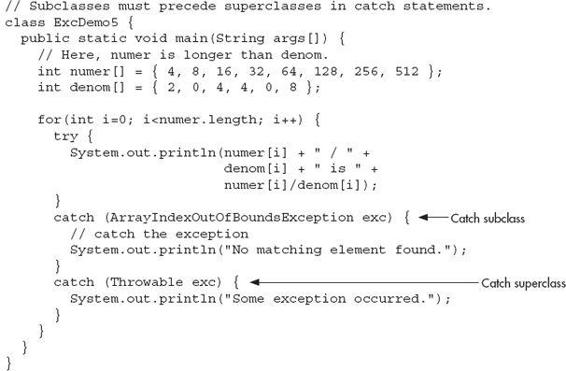 // Subclasses must precede superclasses in catch statements.
class ExcDemo5 {
  public static void main(String args[]) {
    // Here, numer is longer than denom.
    int numer[] = { 4, 8, 16, 32, 64, 128, 256, 512 };
    int denom[] = { 2, 0, 4, 4, 0, 8 };

    for(int i=0; i<numer.length; i++) {
      try {
        System.out.println(numer[i] + " / " +
                           denom[i] + " is " +
                           numer[i]/denom[i]);
      }
      catch (ArrayIndexOutOfBoundsException exc) { Catch subclass
        // catch the exception
        System.out.println("No matching element found.");
      }
      catch (Throwable exc) { Catch superclass
        System.out.println("Some exception occurred.");
      }
    }
  }
}